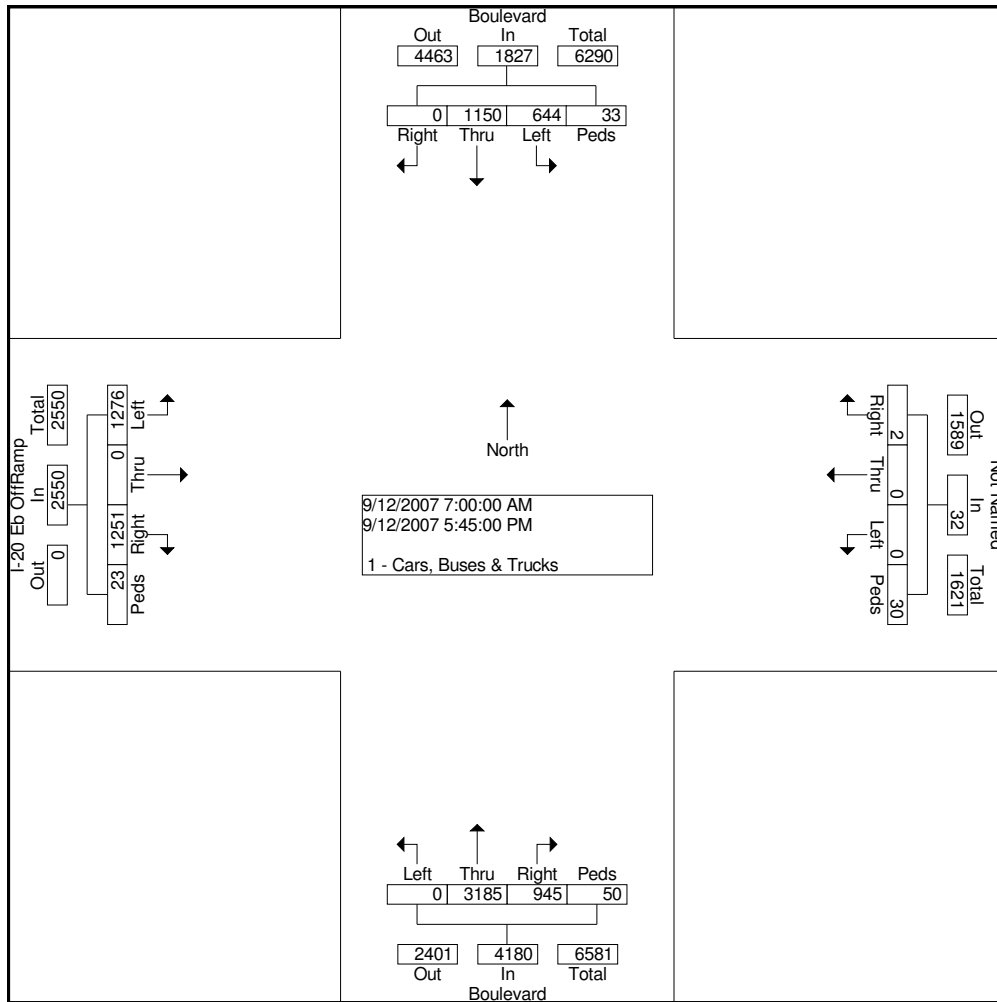 Boulevard
Out In Total
4463 1827 6290
0 1150 644 33
Right Thru Left Peds
I-20 Eb OffRamp
Total In Out
2550 2550 0
1276 0 1251 23
Left Thru Right Peds
North
9/12/2007 7:00:00 AM
9/12/2007 5:45:00 PM
1 - Cars, Buses & Trucks
Right Thru Left Peds
2 0 0 30
Out In Total
1589 32 1621
Not Named
Left Thru Right Peds
0 3185 945 50
2401 4180 6581
Out In Total
Boulevard